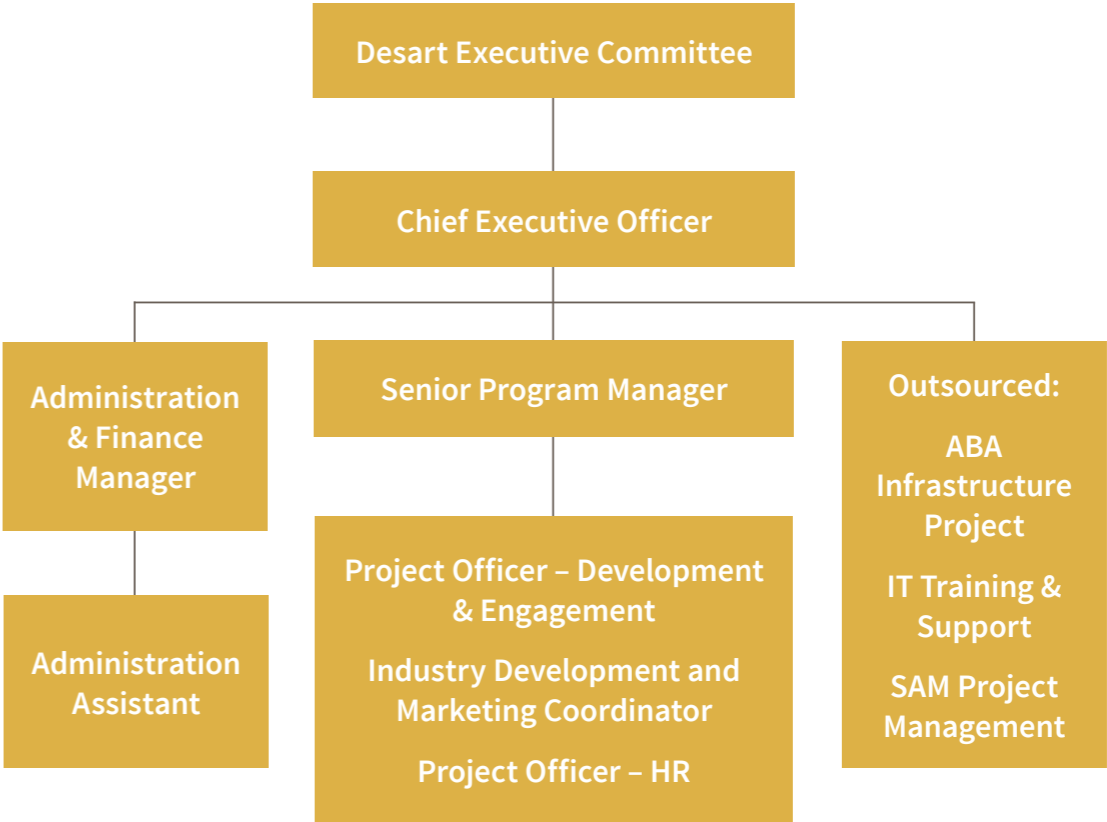 Desart Executive Committee
Chief Executive Officer
Administration
& Finance
Manager
Senior Program Manager
Outsourced:
ABA
Infrastructure
Project
IT Training &
Support
SAM Project
Management
Administration
Assistant
Project Officer – Development
& Engagement
Industry Development and
Marketing Coordinator
Project Officer – HR